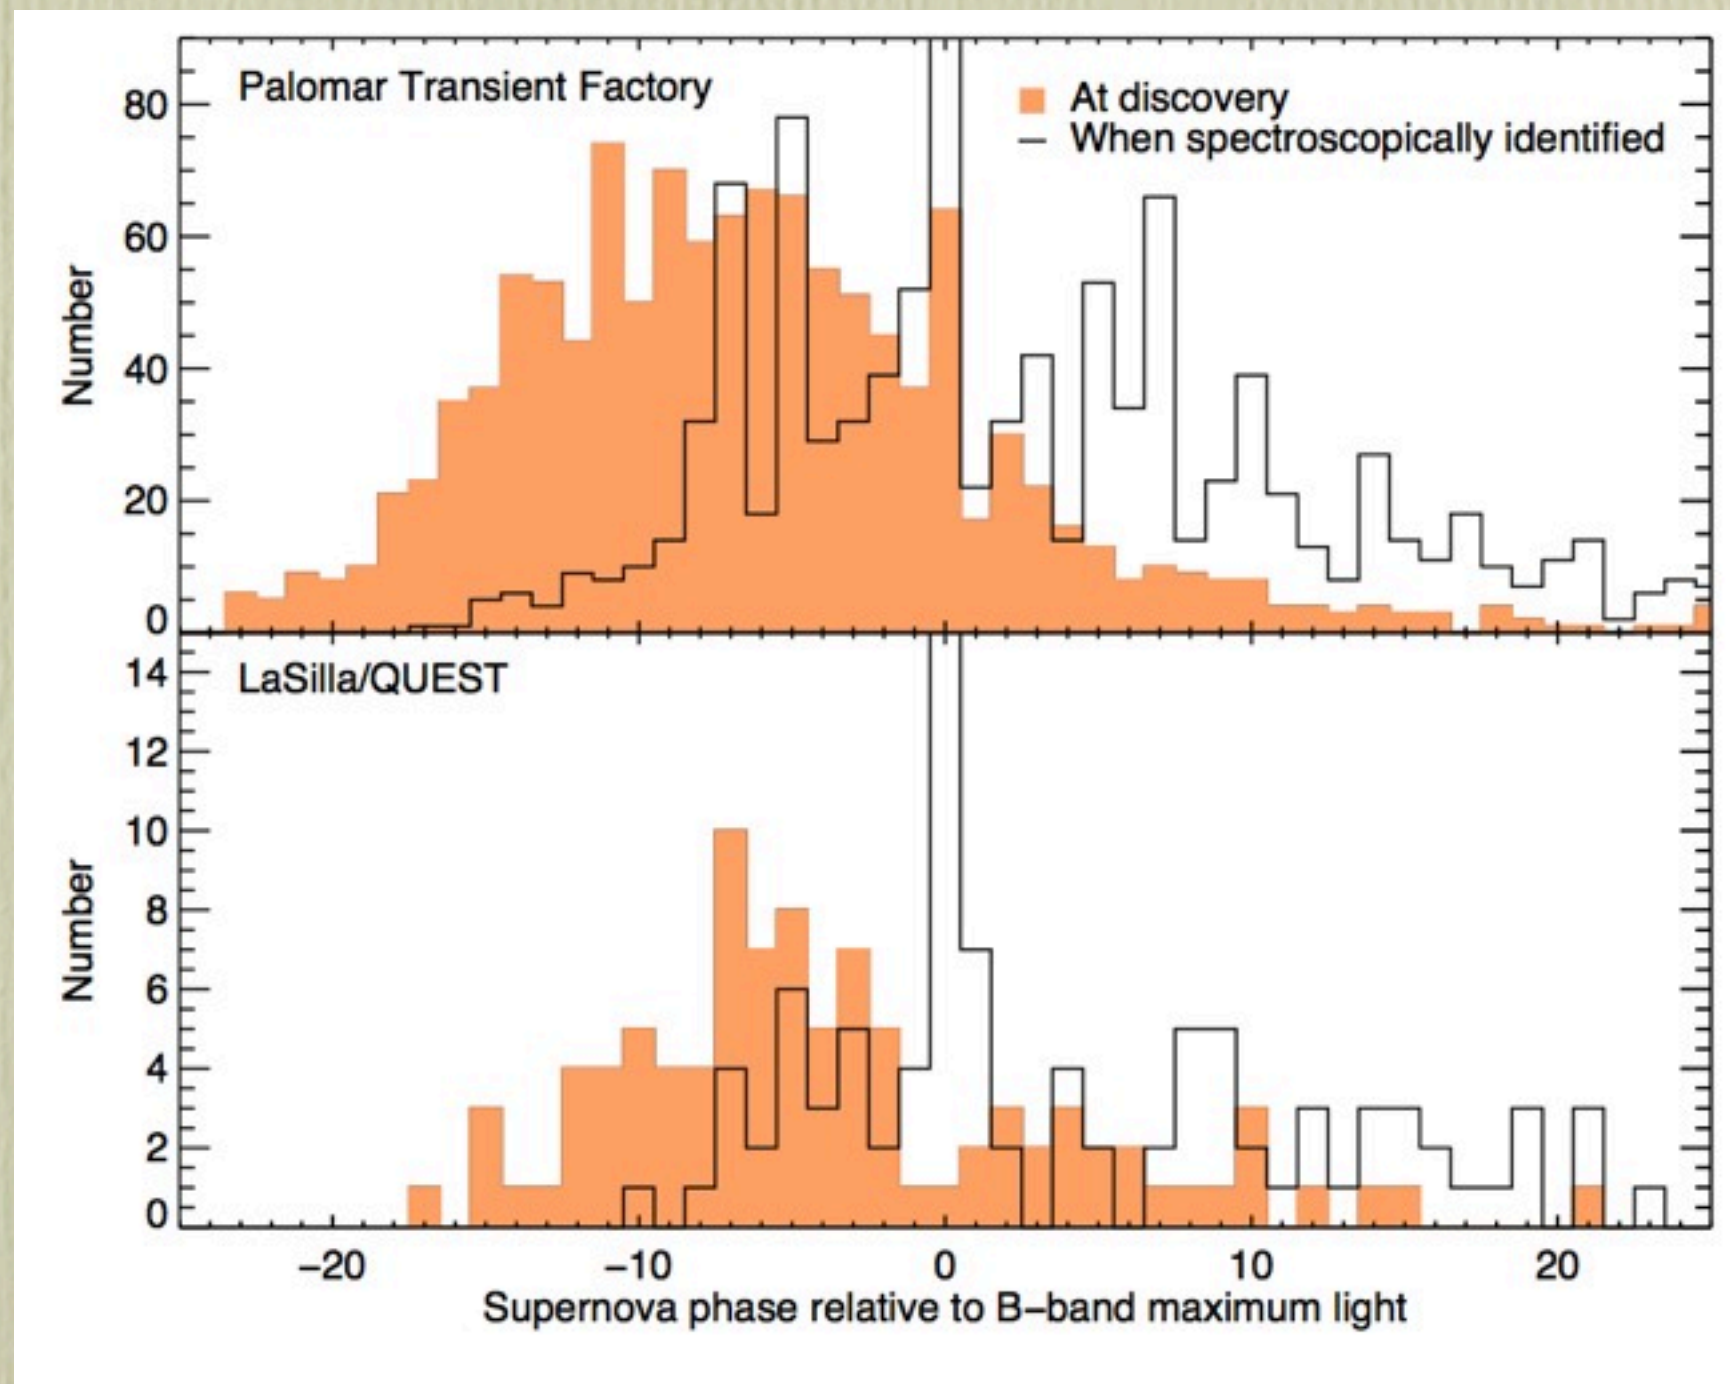 Palomar Transient Factory
At discovery
When spectroscopically identified
Number
80
60
40
20
0
LaSilla/QUEST
Number
14
12
10
8
6
4
2
0
−20 −10 0 10 20
Supernova phase relative to B−band maximum light